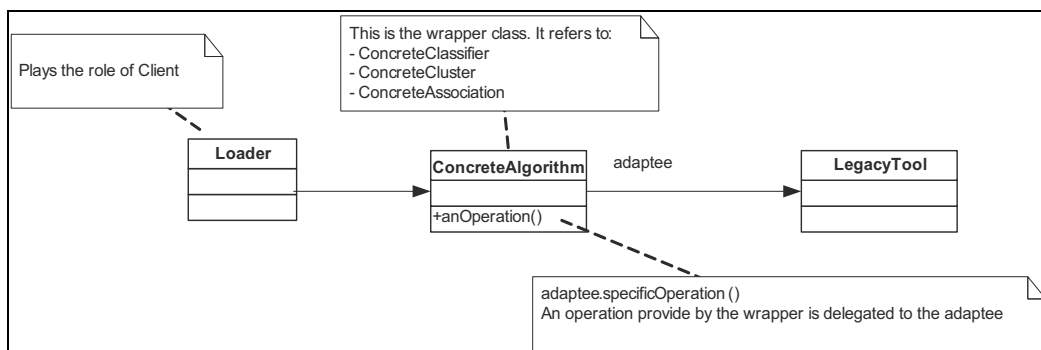 This is the wrapper class. It refers to:
- ConcreteClassifier
- ConcreteCluster
- ConcreteAssociation
Plays the role of Client
Loader
ConcreteAlgorithm
adaptee
LegacyTool
+anOperation()
adaptee.specificOperation ()
An operation provide by the wrapper is delegated to the adaptee